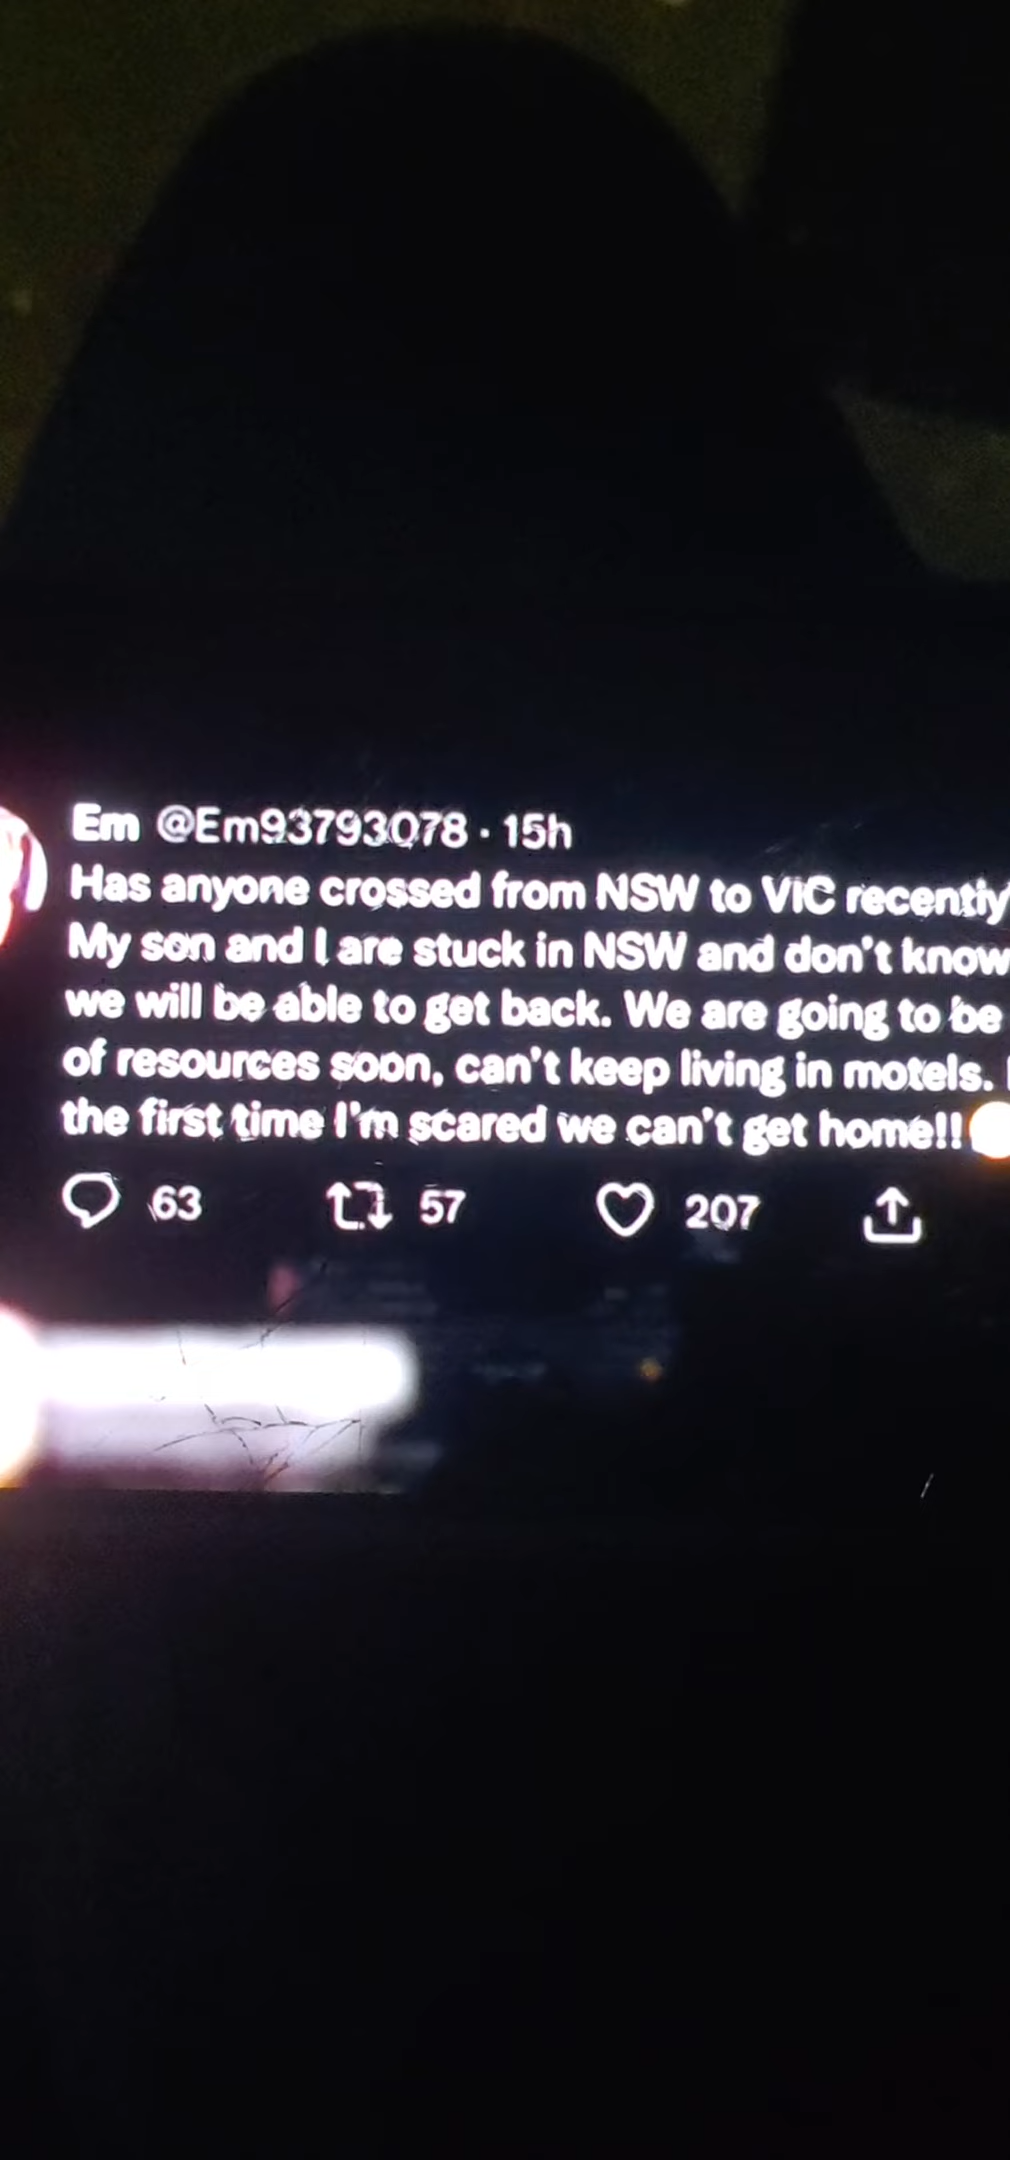 Em @Em93793078 · 15h
Has anyone crossed from NSW to VIC recently
My son and I are stuck in NSW and don't know
we will be able to get back. We are going to be
of resources soon, can't keep living in motels.
the first time I'm scared we can't get home!!
63 57 207